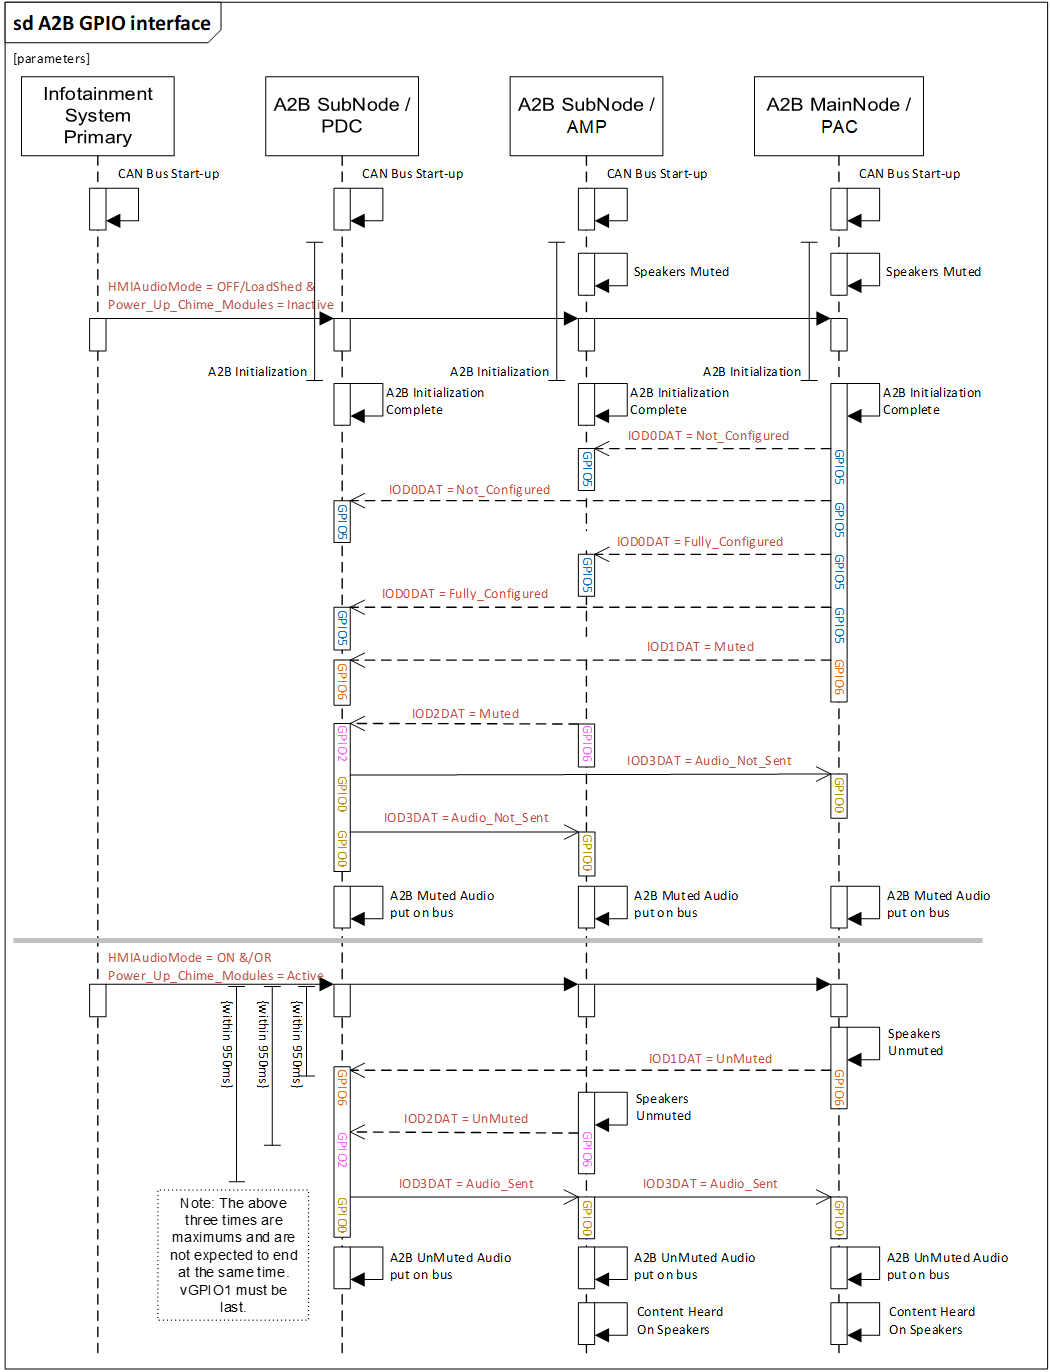 sd A2B GPIO interface
[parameters]
Infotainment
System
Primary
A2B SubNode /
PDC
A2B SubNode /
AMP
A2B MainNode /
PAC
CAN Bus Start-up
CAN Bus Start-up
CAN Bus Start-up
CAN Bus Start-up
Speakers Muted
Speakers Muted
HMIAudioMode = OFF/LoadShed &
Power_Up_Chime_Modules = Inactive
A2B Initialization
A2B Initialization
A2B Initialization
A2B Initialization
Complete
A2B Initialization
Complete
A2B Initialization
Complete
IOD0DAT = Not_Configured
GPIO5
GPIO5
IOD0DAT = Not_Configured
GPIO5
GPIO5
IOD0DAT = Fully_Configured
GPIO5
GPIO5
IOD0DAT = Fully_Configured
GPIO5
GPIO5
IOD1DAT = Muted
GPIO6
GPIO6
IOD2DAT = Muted
GPIO2
GPIO6
IOD3DAT = Audio_Not_Sent
GPIO0
GPIO0
IOD3DAT = Audio_Not_Sent
GPIO0
GPIO0
A2B Muted Audio
put on bus
A2B Muted Audio
put on bus
A2B Muted Audio
put on bus
HMIAudioMode = ON &/OR
Power_Up_Chime_Modules = Active
{within 950ms}
{within 950ms}
{within 950ms}
Speakers
Unmuted
IOD1DAT = UnMuted
GPIO6
GPIO6
Speakers
Unmuted
IOD2DAT = UnMuted
GPIO2
GPIO6
IOD3DAT = Audio_Sent
IOD3DAT = Audio_Sent
GPIO0
GPIO0
GPIO0
Note: The above
three times are
maximums and are
not expected to end
at the same time.
vGPIO1 must be
last.
A2B UnMuted Audio
put on bus
A2B UnMuted Audio
put on bus
A2B UnMuted Audio
put on bus
Content Heard
On Speakers
Content Heard
On Speakers